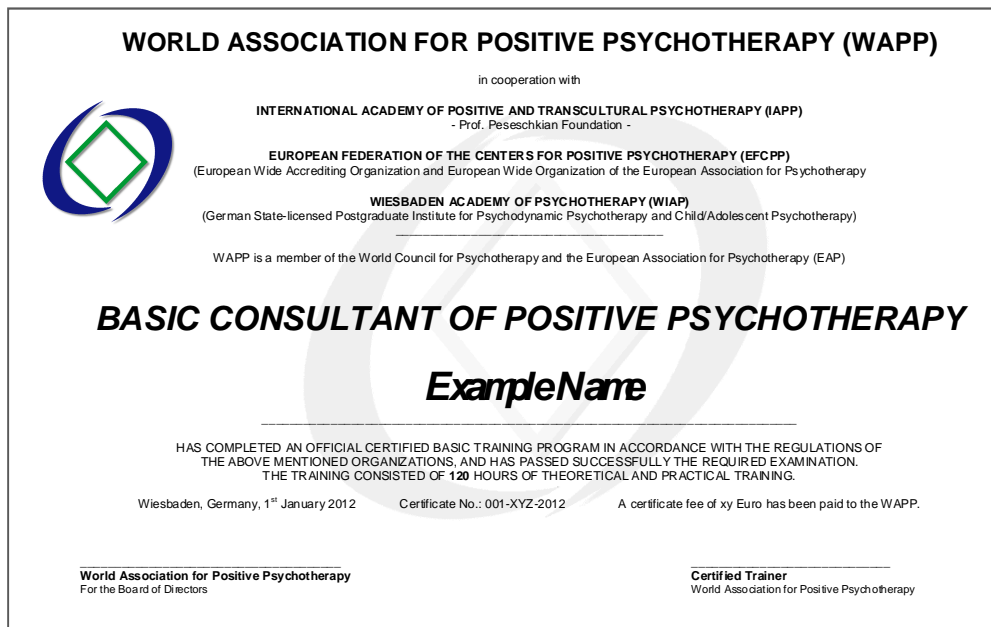 WORLD ASSOCIATION FOR POSITIVE PSYCHOTHERAPY (WAPP)
in cooperation with
INTERNATIONAL ACADEMY OF POSITIVE AND TRANSCULTURAL PSYCHOTHERAPY (IAPP)
- Prof. Peseschkian Foundation -
EUROPEAN FEDERATION OF THE CENTERS FOR POSITIVE PSYCHOTHERAPY (EFCPP)
(European Wide Accrediting Organization and European Wide Organization of the European Association for Psychotherapy
WIESBADEN ACADEMY OF PSYCHOTHERAPY (WIAP)
(German State-licensed Postgraduate Institute for Psychodynamic Psychotherapy and Child/Adolescent Psychotherapy)
WAPP is a member of the World Council for Psychotherapy and the European Association for Psychotherapy (EAP)
BASIC CONSULTANT OF POSITIVE PSYCHOTHERAPY
Example Name
HAS COMPLETED AN OFFICIAL CERTIFIED BASIC TRAINING PROGRAM IN ACCORDANCE WITH THE REGULATIONS OF
THE ABOVE MENTIONED ORGANIZATIONS, AND HAS PASSED SUCCESSFULLY THE REQUIRED EXAMINATION.
THE TRAINING CONSISTED OF 120 HOURS OF THEORETICAL AND PRACTICAL TRAINING.
Wiesbaden, Germany, 1st January 2012 Certificate No.: 001-XYZ-2012 A certificate fee of xy Euro has been paid to the WAPP.
World Association for Positive Psychotherapy
For the Board of Directors
Certified Trainer
World Association for Positive Psychotherapy